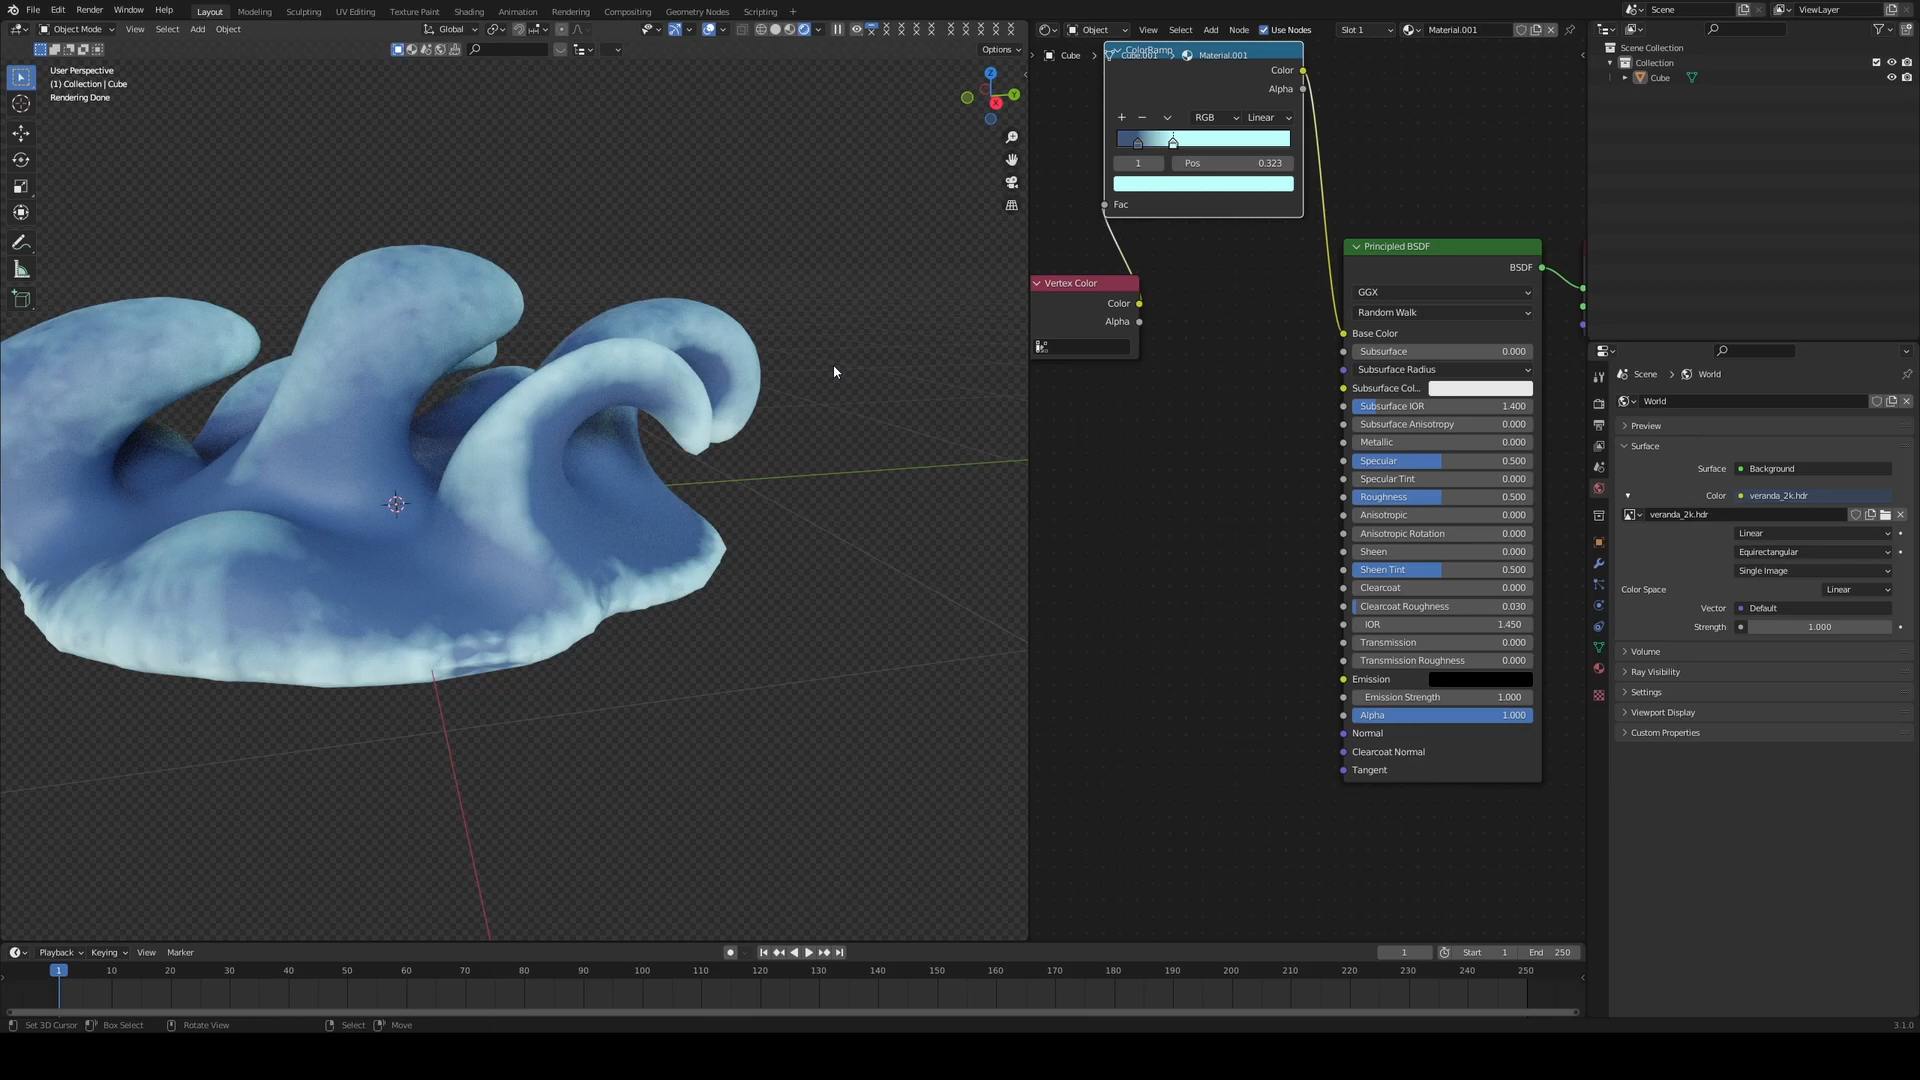 File Edit Render Window Help Layout Modeling Sculpting UV Editing Texture Paint Shading Animation Rendering Compositing Geometry Nodes Scripting + Scene ViewLayer
Object Mode View Select Add Object Global Object View Select Add Node Use Nodes Slot 1 Material.001
Options
User Perspective
(1) Collection | Cube
Rendering Done
Z
Y
X
Cube Cube.001 Material.001
ColorRamp
Color
Alpha
+ − RGB Linear
1 Pos 0.323
Fac
Vertex Color
Color
Alpha
Principled BSDF
BSDF
GGX
Random Walk
Base Color
Subsurface 0.000
Subsurface Radius
Subsurface Col...
Subsurface IOR 1.400
Subsurface Anisotropy 0.000
Metallic 0.000
Specular 0.500
Specular Tint 0.000
Roughness 0.500
Anisotropic 0.000
Anisotropic Rotation 0.000
Sheen 0.000
Sheen Tint 0.500
Clearcoat 0.000
Clearcoat Roughness 0.030
IOR 1.450
Transmission 0.000
Transmission Roughness 0.000
Emission
Emission Strength 1.000
Alpha 1.000
Normal
Clearcoat Normal
Tangent
Scene Collection
Collection
Cube
Scene World
World
Preview
Surface
Surface Background
Color veranda_2k.hdr
veranda_2k.hdr
Linear
Equirectangular
Single Image
Color Space Linear
Vector Default
Strength 1.000
Volume
Ray Visibility
Settings
Viewport Display
Custom Properties
Playback Keying View Marker 1 Start 1 End 250
1 10 20 30 40 50 60 70 80 90 100 110 120 130 140 150 160 170 180 190 200 210 220 230 240 250
Set 3D Cursor Box Select Rotate View Select Move 3.1.0